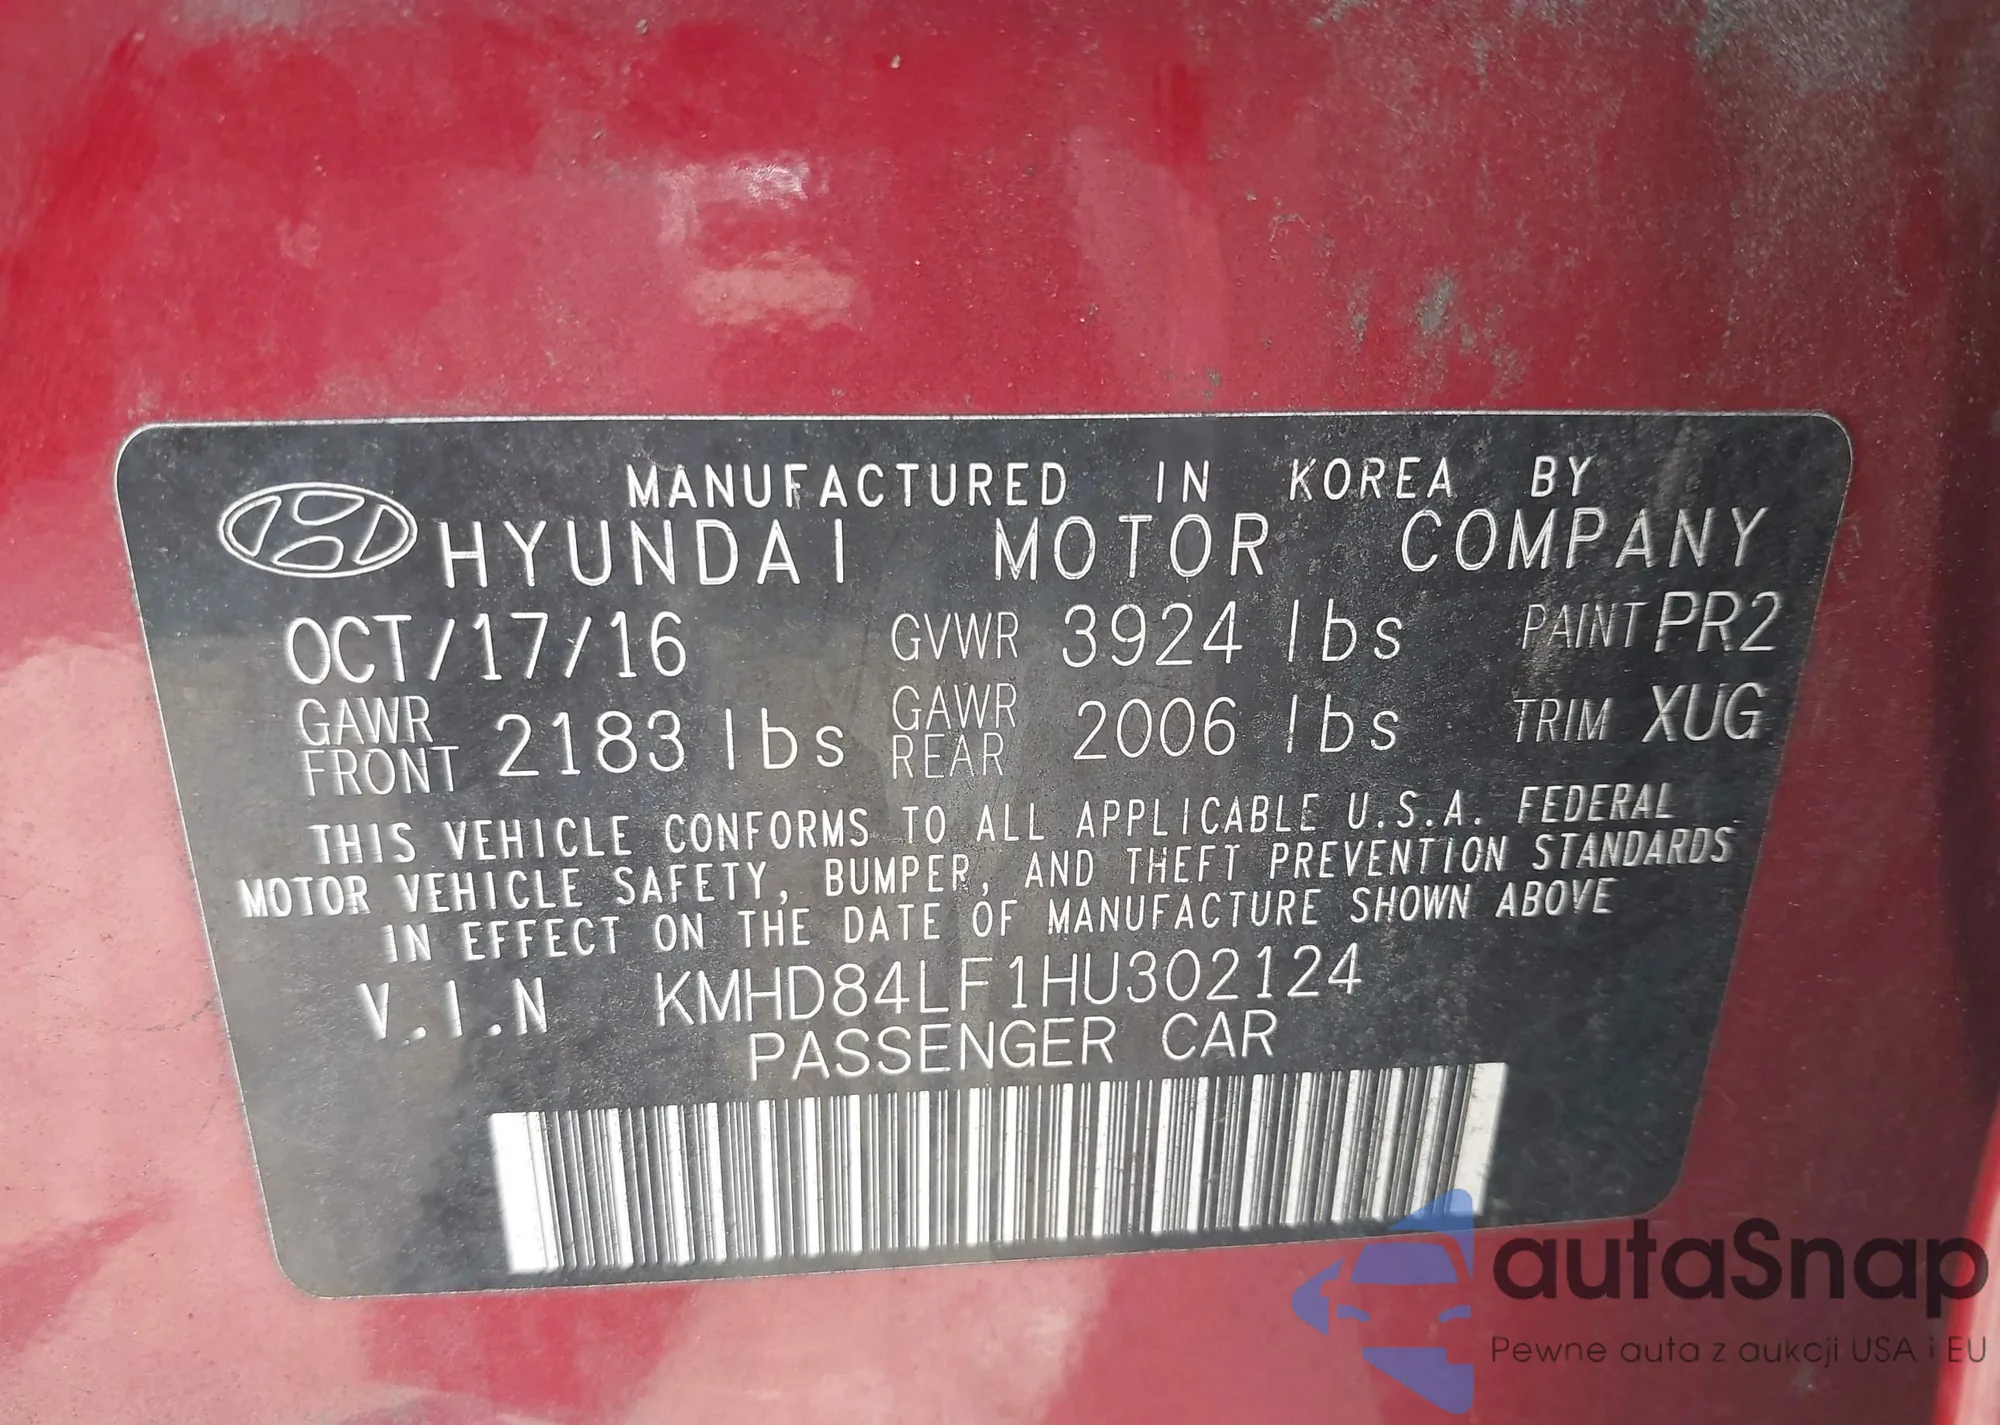 MANUFACTURED IN KOREA BY
HYUNDAI MOTOR COMPANY
OCT/17/16 GVWR 3924 lbs PAINT PR2
GAWR FRONT 2183 lbs GAWR REAR 2006 lbs TRIM XUG
THIS VEHICLE CONFORMS TO ALL APPLICABLE U.S.A. FEDERAL
MOTOR VEHICLE SAFETY, BUMPER, AND THEFT PREVENTION STANDARDS
IN EFFECT ON THE DATE OF MANUFACTURE SHOWN ABOVE
V.I.N KMHD84LF1HU302124
PASSENGER CAR
autaSnap
Pewne auta z aukcji USA i EU